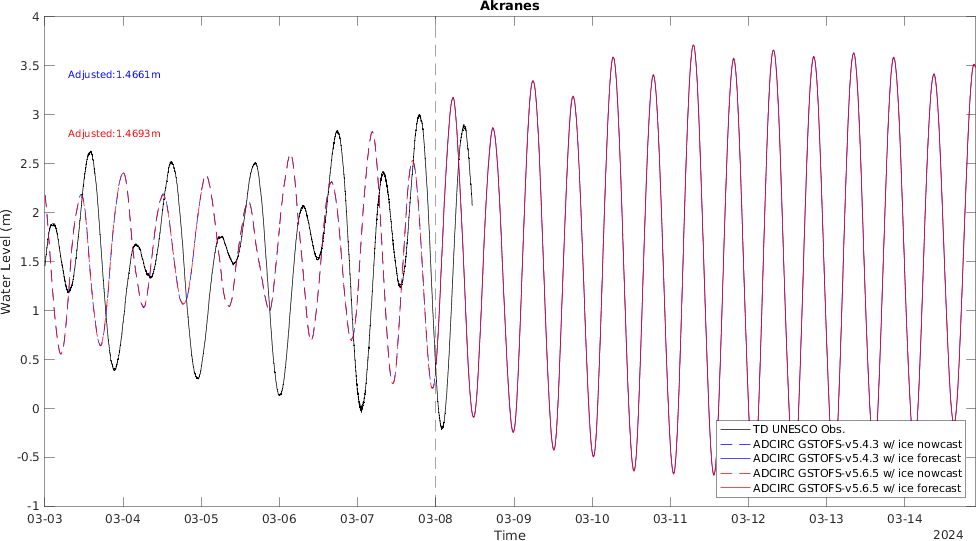 Akranes
4
3.5
3
2.5
2
1.5
1
0.5
0
-0.5
-1
Water Level (m)
Adjusted:1.4661m
Adjusted:1.4693m
TD UNESCO Obs.
ADCIRC GSTOFS-v5.4.3 w/ ice nowcast
ADCIRC GSTOFS-v5.4.3 w/ ice forecast
ADCIRC GSTOFS-v5.6.5 w/ ice nowcast
ADCIRC GSTOFS-v5.6.5 w/ ice forecast
03-03 03-04 03-05 03-06 03-07 03-08 03-09 03-10 03-11 03-12 03-13 03-14
Time
2024